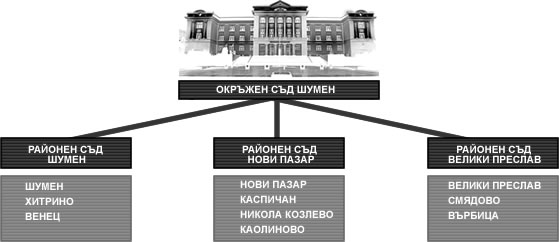 ОКРЪЖЕН СЪД ШУМЕН
РАЙОНЕН СЪД
ШУМЕН
ШУМЕН
ХИТРИНО
ВЕНЕЦ
РАЙОНЕН СЪД
НОВИ ПАЗАР
НОВИ ПАЗАР
КАСПИЧАН
НИКОЛА КОЗЛЕВО
КАОЛИНОВО
РАЙОНЕН СЪД
ВЕЛИКИ ПРЕСЛАВ
ВЕЛИКИ ПРЕСЛАВ
СМЯДОВО
ВЪРБИЦА